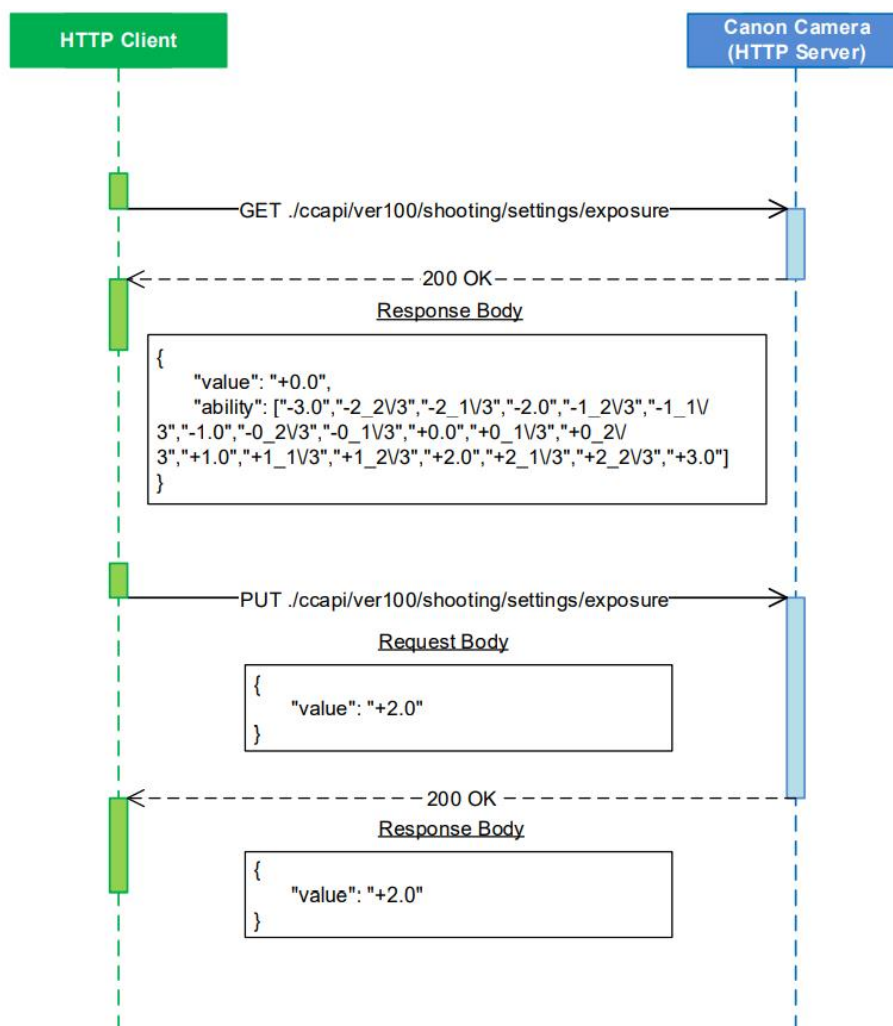 HTTP Client
Canon Camera
(HTTP Server)
GET ./ccapi/ver100/shooting/settings/exposure
200 OK
Response Body
{
"value": "+0.0",
"ability": ["-3.0","-2_2\/3","-2_1\/3","-2.0","-1_2\/3","-1_1\/
3","-1.0","-0_2\/3","-0_1\/3","+0.0","+0_1\/3","+0_2\/
3","+1.0","+1_1\/3","+1_2\/3","+2.0","+2_1\/3","+2_2\/3","+3.0"]
}
PUT ./ccapi/ver100/shooting/settings/exposure
Request Body
{
"value": "+2.0"
}
200 OK
Response Body
{
"value": "+2.0"
}